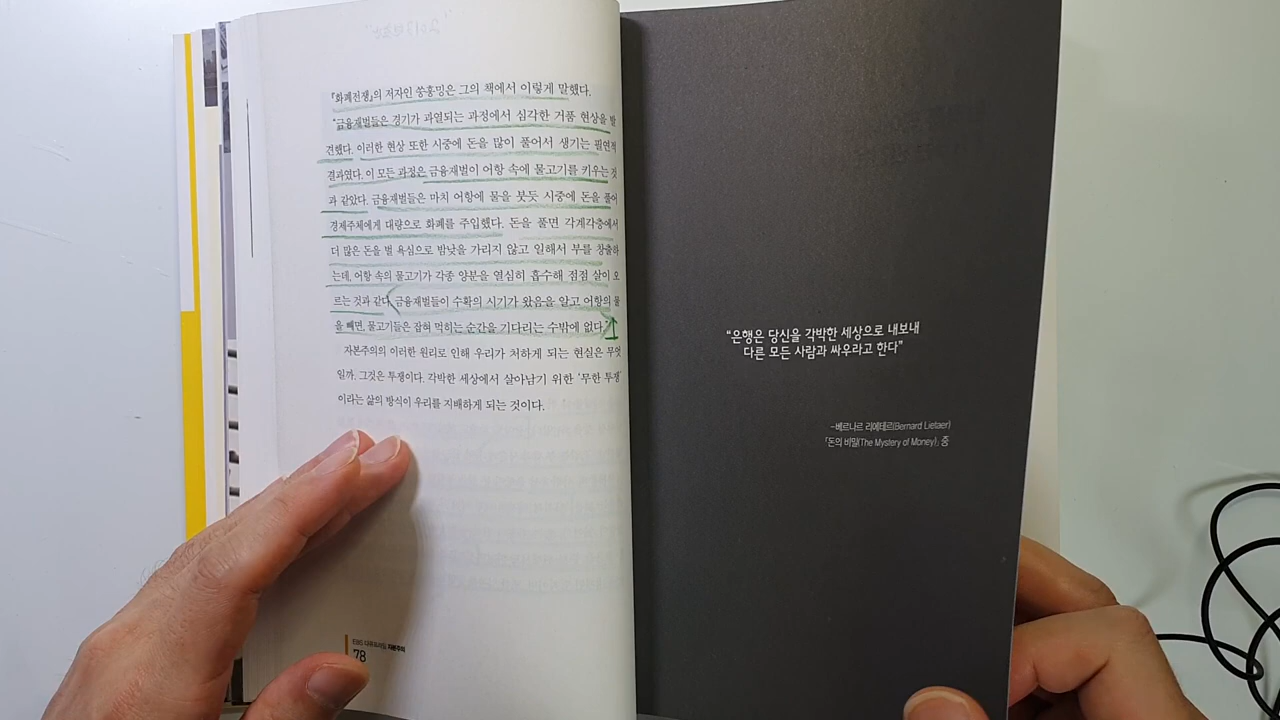 『화폐전쟁』의 저자인 쑹훙빙은 그의 책에서 이렇게 말했다.
"금융재벌들은 경기가 과열되는 과정에서 심각한 거품 현상을 발
견했다. 이러한 현상 또한 시중에 돈을 많이 풀어서 생기는 필연적
결과였다. 이 모든 과정은 금융재벌이 어항 속에 물고기를 키우는 것
과 같았다. 금융재벌들은 마치 어항에 물을 붓듯 시중에 돈을 풀어
경제주체에게 대량으로 화폐를 주입했다. 돈을 풀면 각계각층에서
더 많은 돈을 벌 욕심으로 밤낮을 가리지 않고 일해서 부를 창출하
는데, 어항 속의 물고기가 각종 양분을 열심히 흡수해 점점 살이 오
르는 것과 같다. 금융재벌들이 수확의 시기가 왔음을 알고 어항의 물
을 빼면, 물고기들은 잡혀 먹히는 순간을 기다리는 수밖에 없다."
자본주의의 이러한 원리로 인해 우리가 처하게 되는 현실은 무엇
일까. 그것은 투쟁이다. 각박한 세상에서 살아남기 위한 '무한 투쟁'
이라는 삶의 방식이 우리를 지배하게 되는 것이다.
EBS 다큐프라임 자본주의
78
"은행은 당신을 각박한 세상으로 내보내
다른 모든 사람과 싸우라고 한다"
-베르나르 리에테르(Bernard Lietaer)
『돈의 비밀(The Mystery of Money)』 중